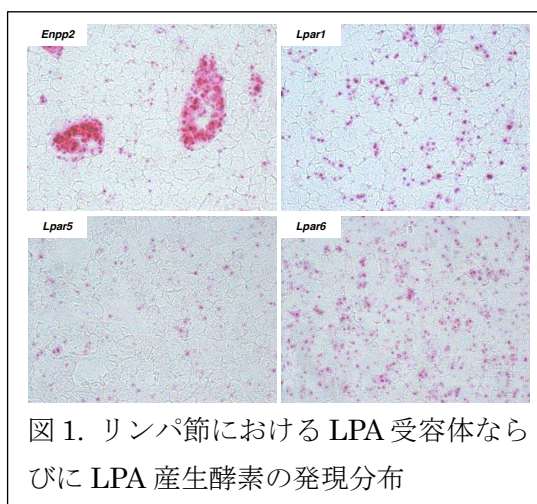 Enpp2
Lpar1
Lpar5
Lpar6
図 1. リンパ節における LPA 受容体なら
びに LPA 産生酵素の発現分布